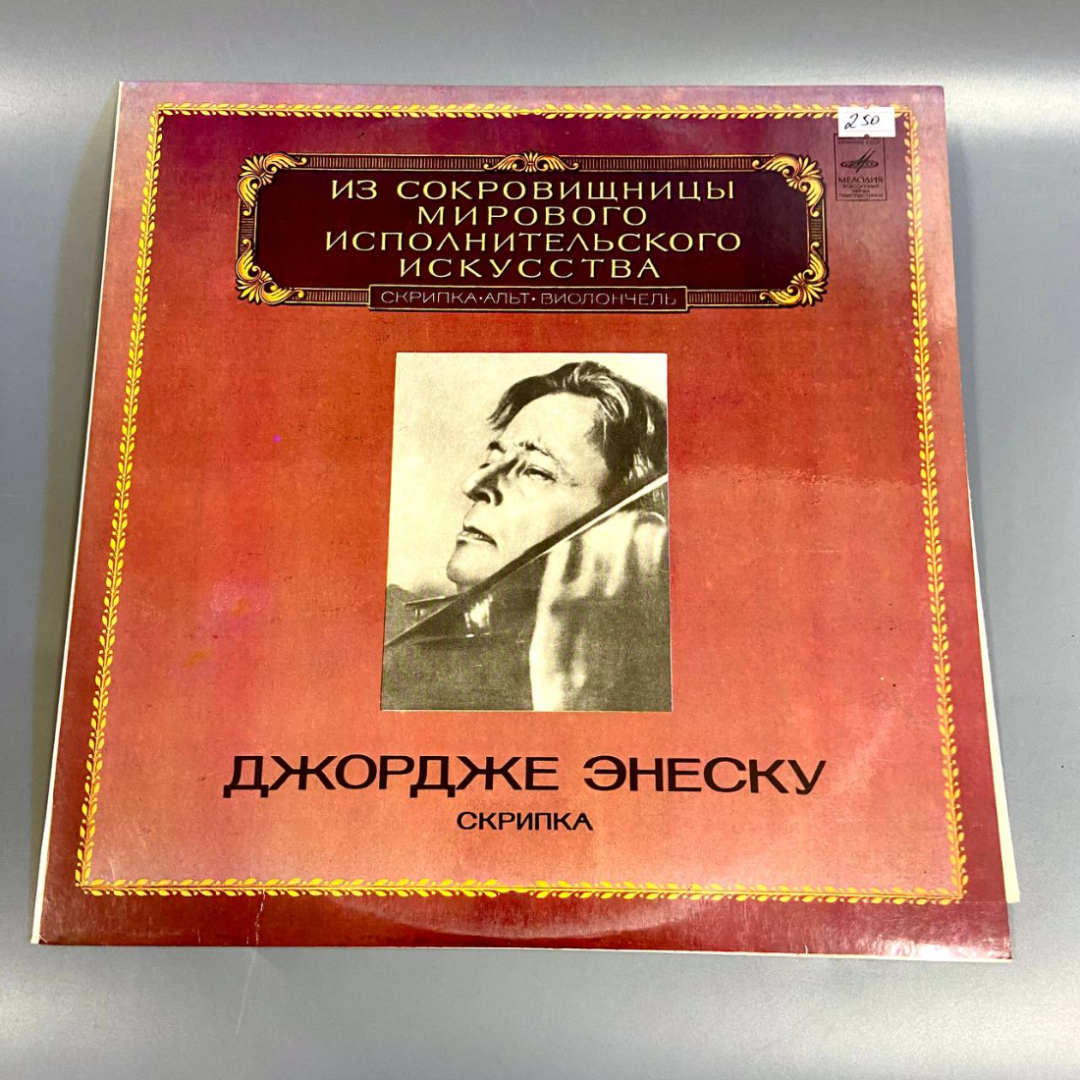 250
МЕЛОДИЯ
ИЗ СОКРОВИЩНИЦЫ
МИРОВОГО
ИСПОЛНИТЕЛЬСКОГО
ИСКУССТВА
СКРИПКА•АЛЬТ•ВИОЛОНЧЕЛЬ
ДЖОРДЖЕ ЭНЕСКУ
СКРИПКА